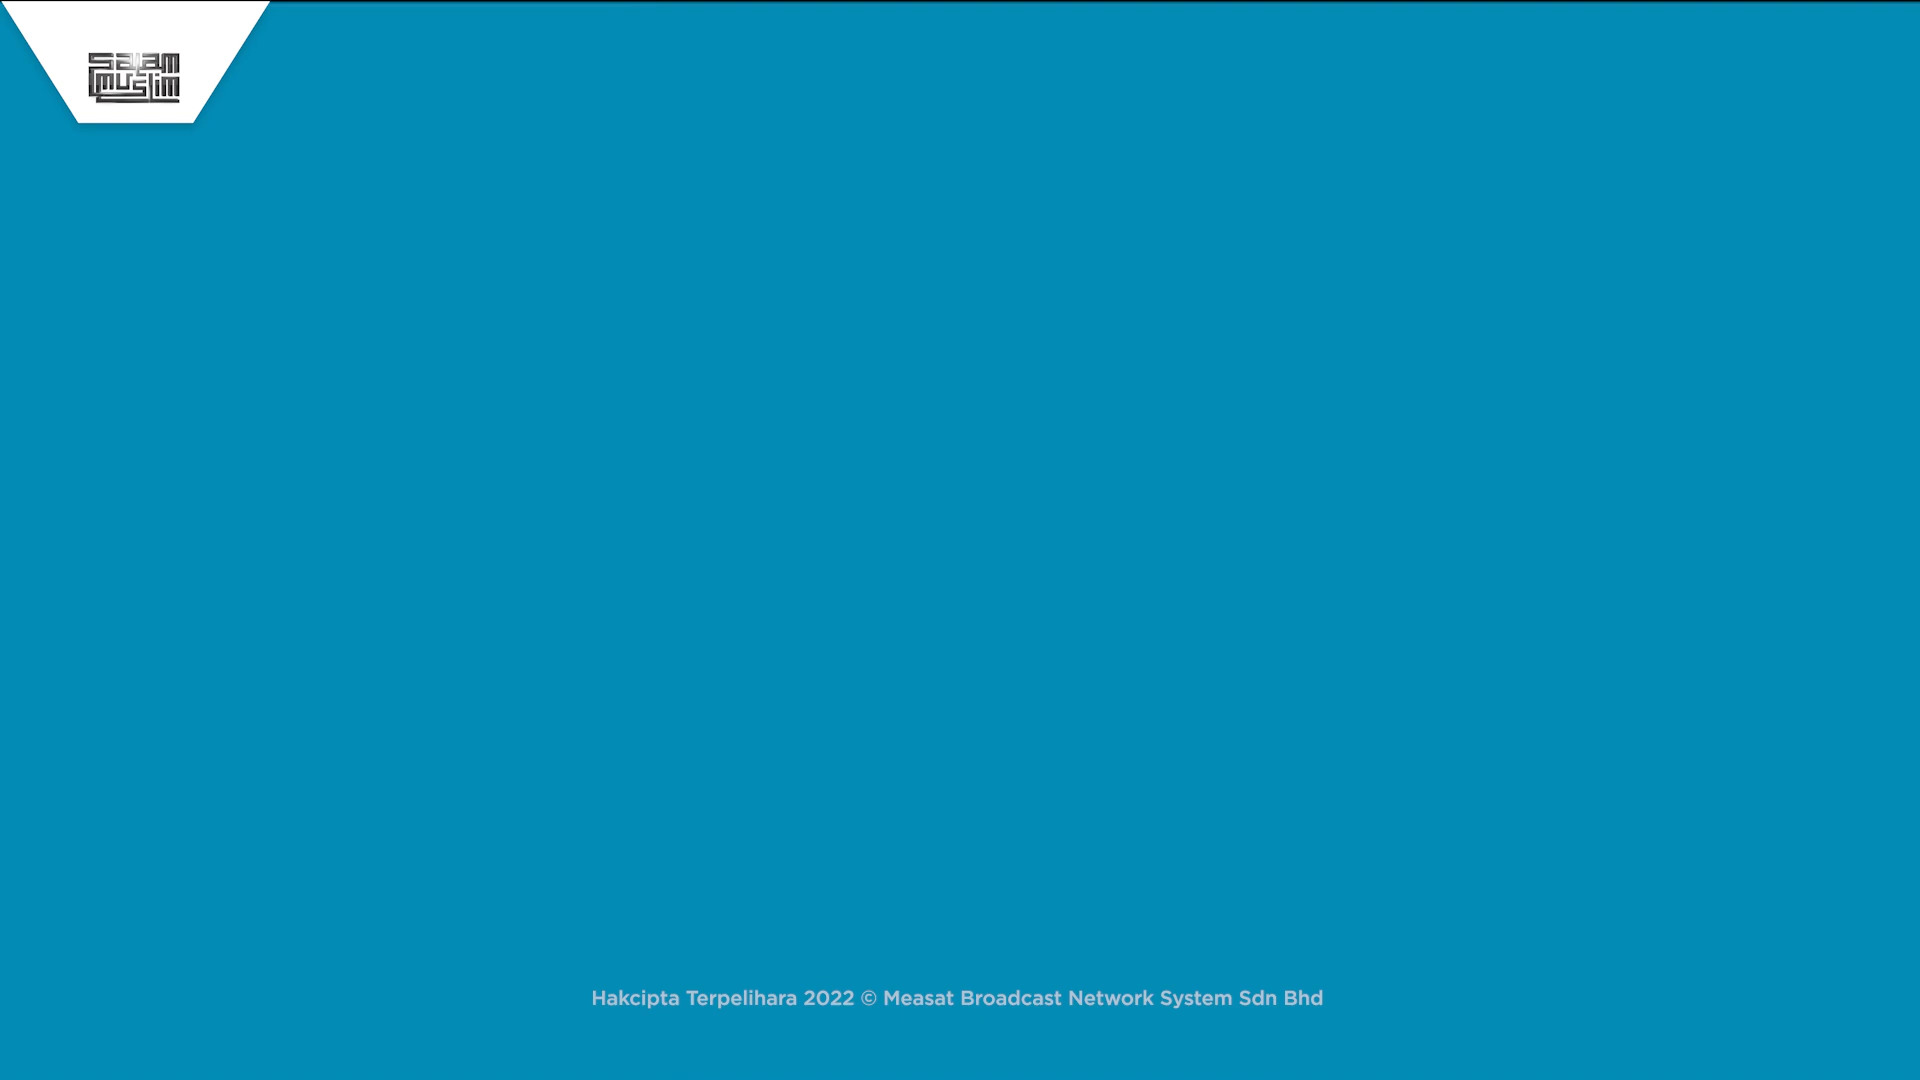 salam
muslim
Hakcipta Terpelihara 2022 © Measat Broadcast Network System Sdn Bhd